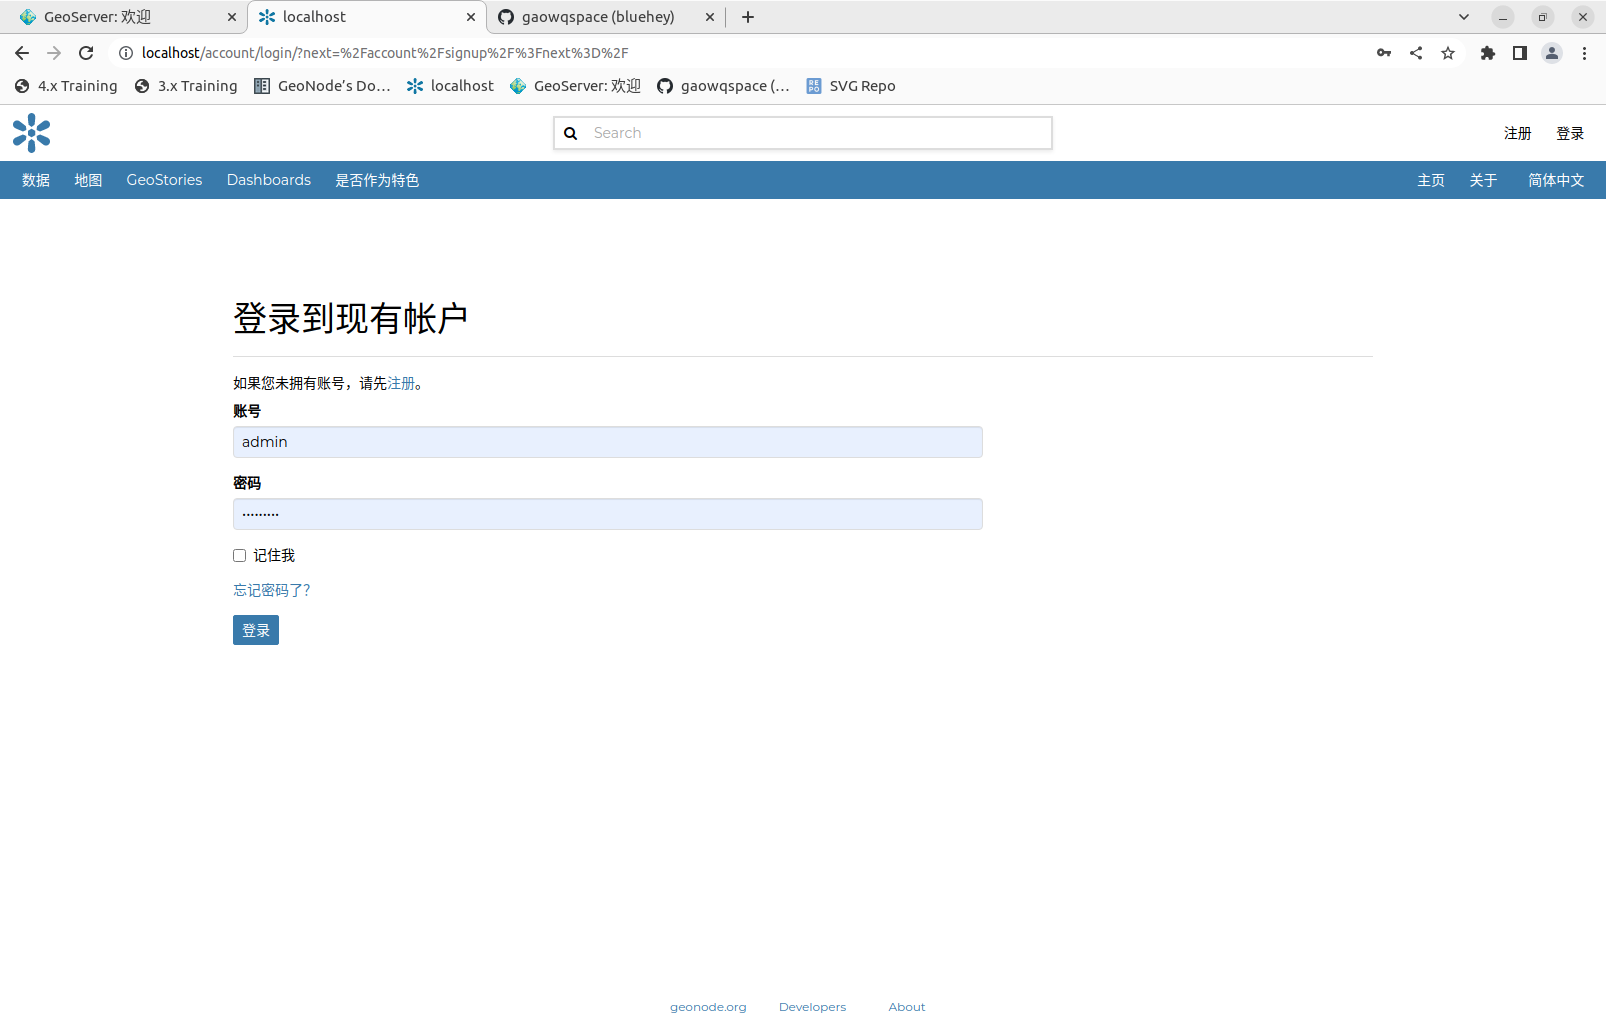 GeoServer: 欢迎
localhost
gaowqspace (bluehey)
localhost/account/login/?next=%2Faccount%2Fsignup%2F%3Fnext%3D%2F
4.x Training 3.x Training GeoNode’s Do… localhost GeoServer: 欢迎 gaowqspace (… REPO SVG Repo
Search 注册 登录
数据 地图 GeoStories Dashboards 是否作为特色 主页 关于 简体中文
登录到现有帐户
如果您未拥有账号，请先注册。
账号
admin
密码
·········
记住我
忘记密码了?
登录
geonode.org Developers About